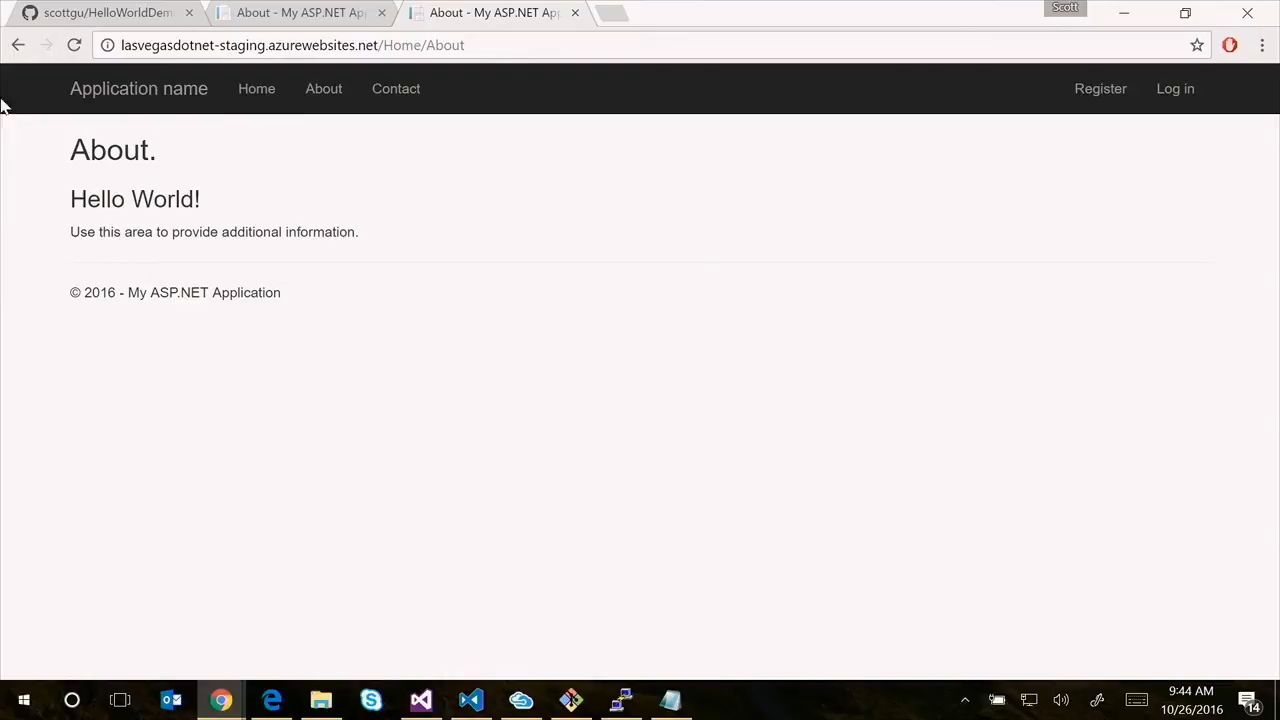 scottgu/HelloWorldDem
About - My ASP.NET Ap
About - My ASP.NET Ap
Scott
lasvegasdotnet-staging.azurewebsites.net/Home/About
Application name Home About Contact Register Log in
About.
Hello World!
Use this area to provide additional information.
© 2016 - My ASP.NET Application
9:44 AM
10/26/2016
14